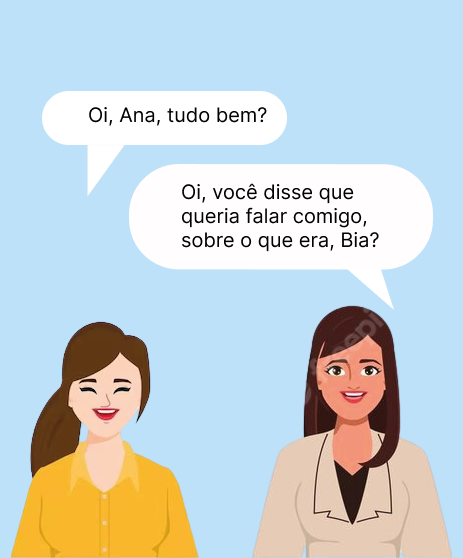 Oi, Ana, tudo bem?
Oi, você disse que
queria falar comigo,
sobre o que era, Bia?